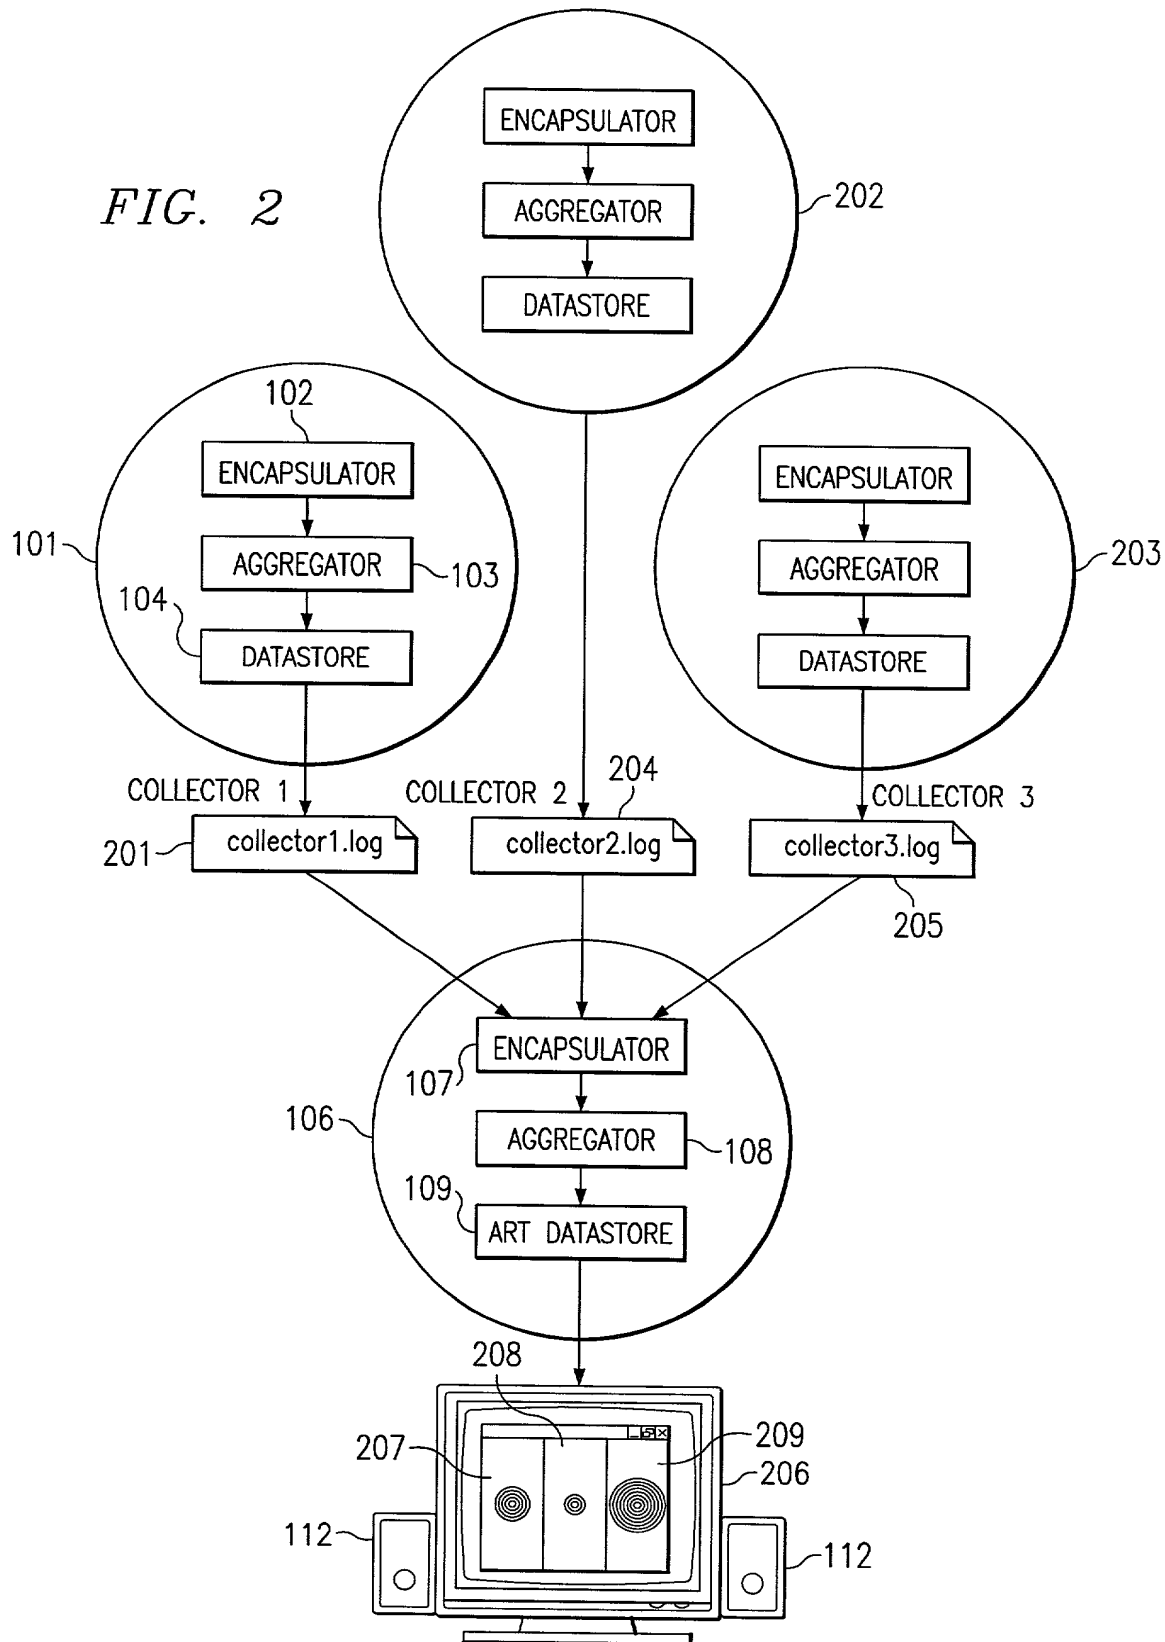 FIG. 2
ENCAPSULATOR
AGGREGATOR
DATASTORE
202
102
ENCAPSULATOR
AGGREGATOR
DATASTORE
101
103
104
ENCAPSULATOR
AGGREGATOR
DATASTORE
203
COLLECTOR 1
COLLECTOR 2
204
COLLECTOR 3
201
collector1.log
collector2.log
collector3.log
205
ENCAPSULATOR
107
106
AGGREGATOR
108
109
ART DATASTORE
208
207
209
206
112
112